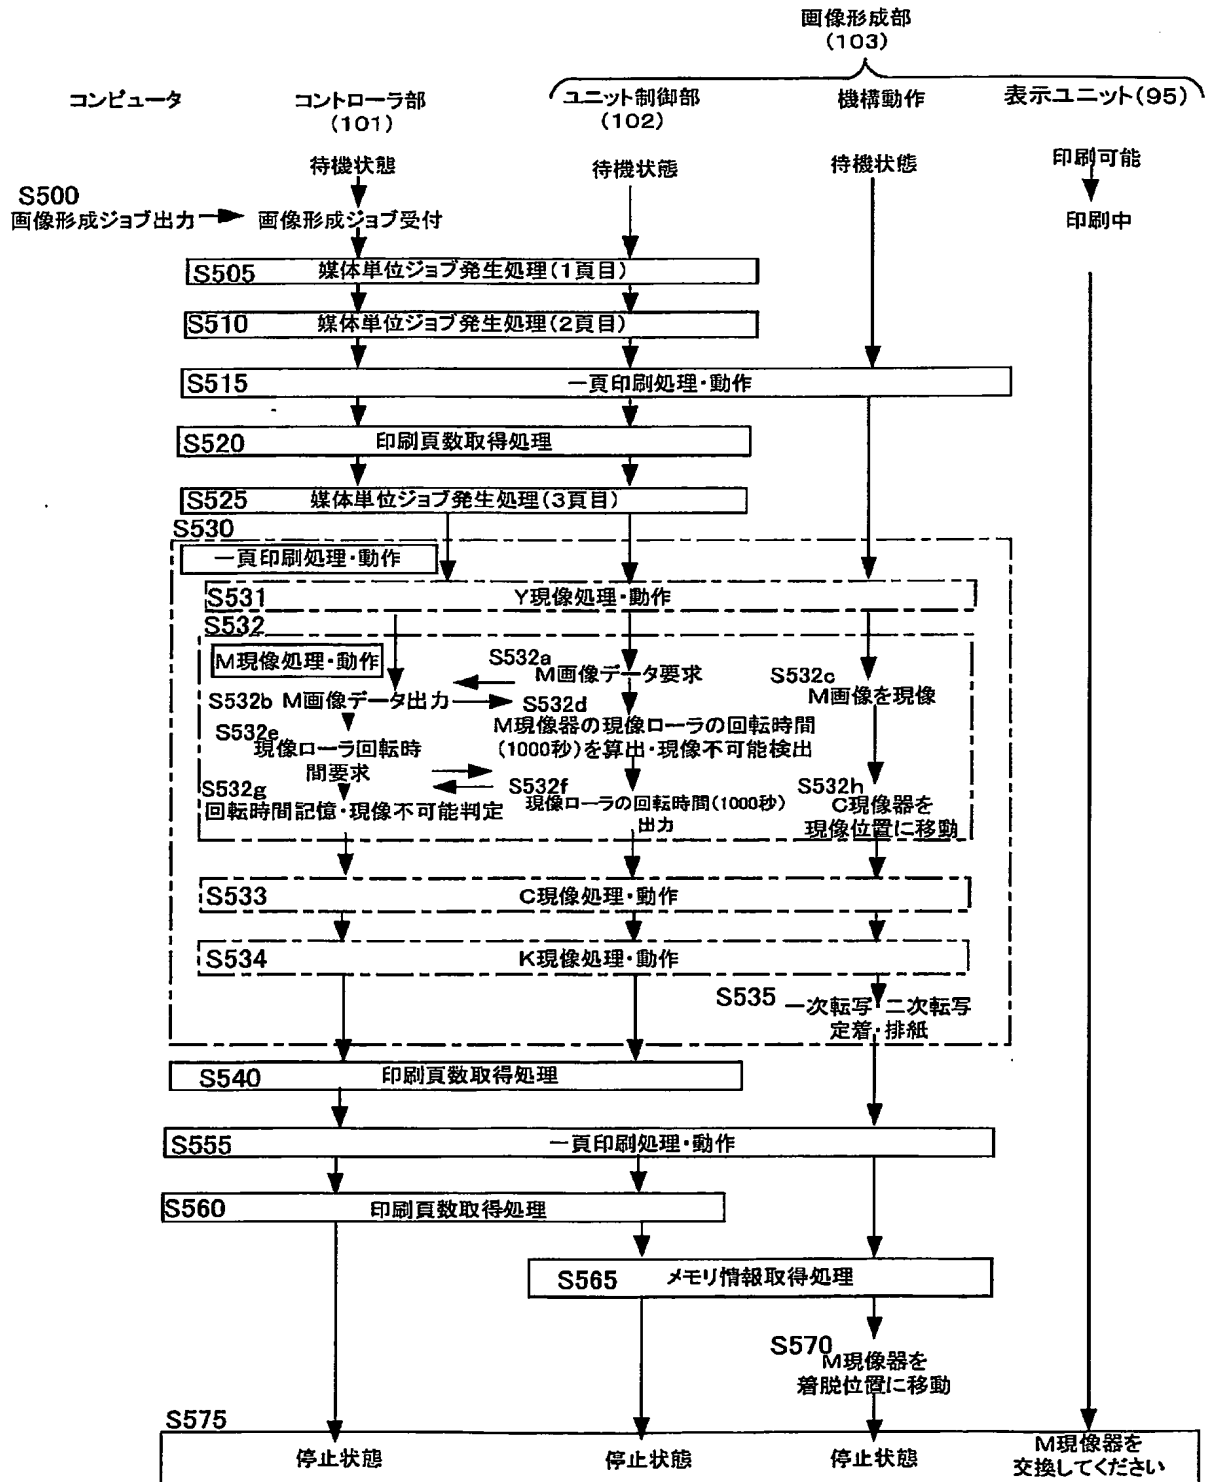 画像形成部
(103)
コンピュータ
コントローラ部
(101)
ユニット制御部
(102)
機構動作
表示ユニット(95)
待機状態
待機状態
待機状態
印刷可能
S500
画像形成ジョブ出力
画像形成ジョブ受付
印刷中
S505 媒体単位ジョブ発生処理(1頁目)
S510 媒体単位ジョブ発生処理(2頁目)
S515 一頁印刷処理・動作
S520 印刷頁数取得処理
S525 媒体単位ジョブ発生処理(3頁目)
S530
一頁印刷処理・動作
S531 Y現像処理・動作
S532
M現像処理・動作
S532a
M画像データ要求
S532c
M画像を現像
S532b M画像データ出力
S532d
M現像器の現像ローラの回転時間
(1000秒)を算出・現像不可能検出
S532e
現像ローラ回転時
間要求
S532f
現像ローラの回転時間(1000秒)
出力
S532g
回転時間記憶・現像不可能判定
S532h
C現像器を
現像位置に移動
S533 C現像処理・動作
S534 K現像処理・動作
S535 一次転写・二次転写
定着・排紙
S540 印刷頁数取得処理
S555 一頁印刷処理・動作
S560 印刷頁数取得処理
S565 メモリ情報取得処理
S570
M現像器を
着脱位置に移動
S575
停止状態
停止状態
停止状態
M現像器を
交換してください